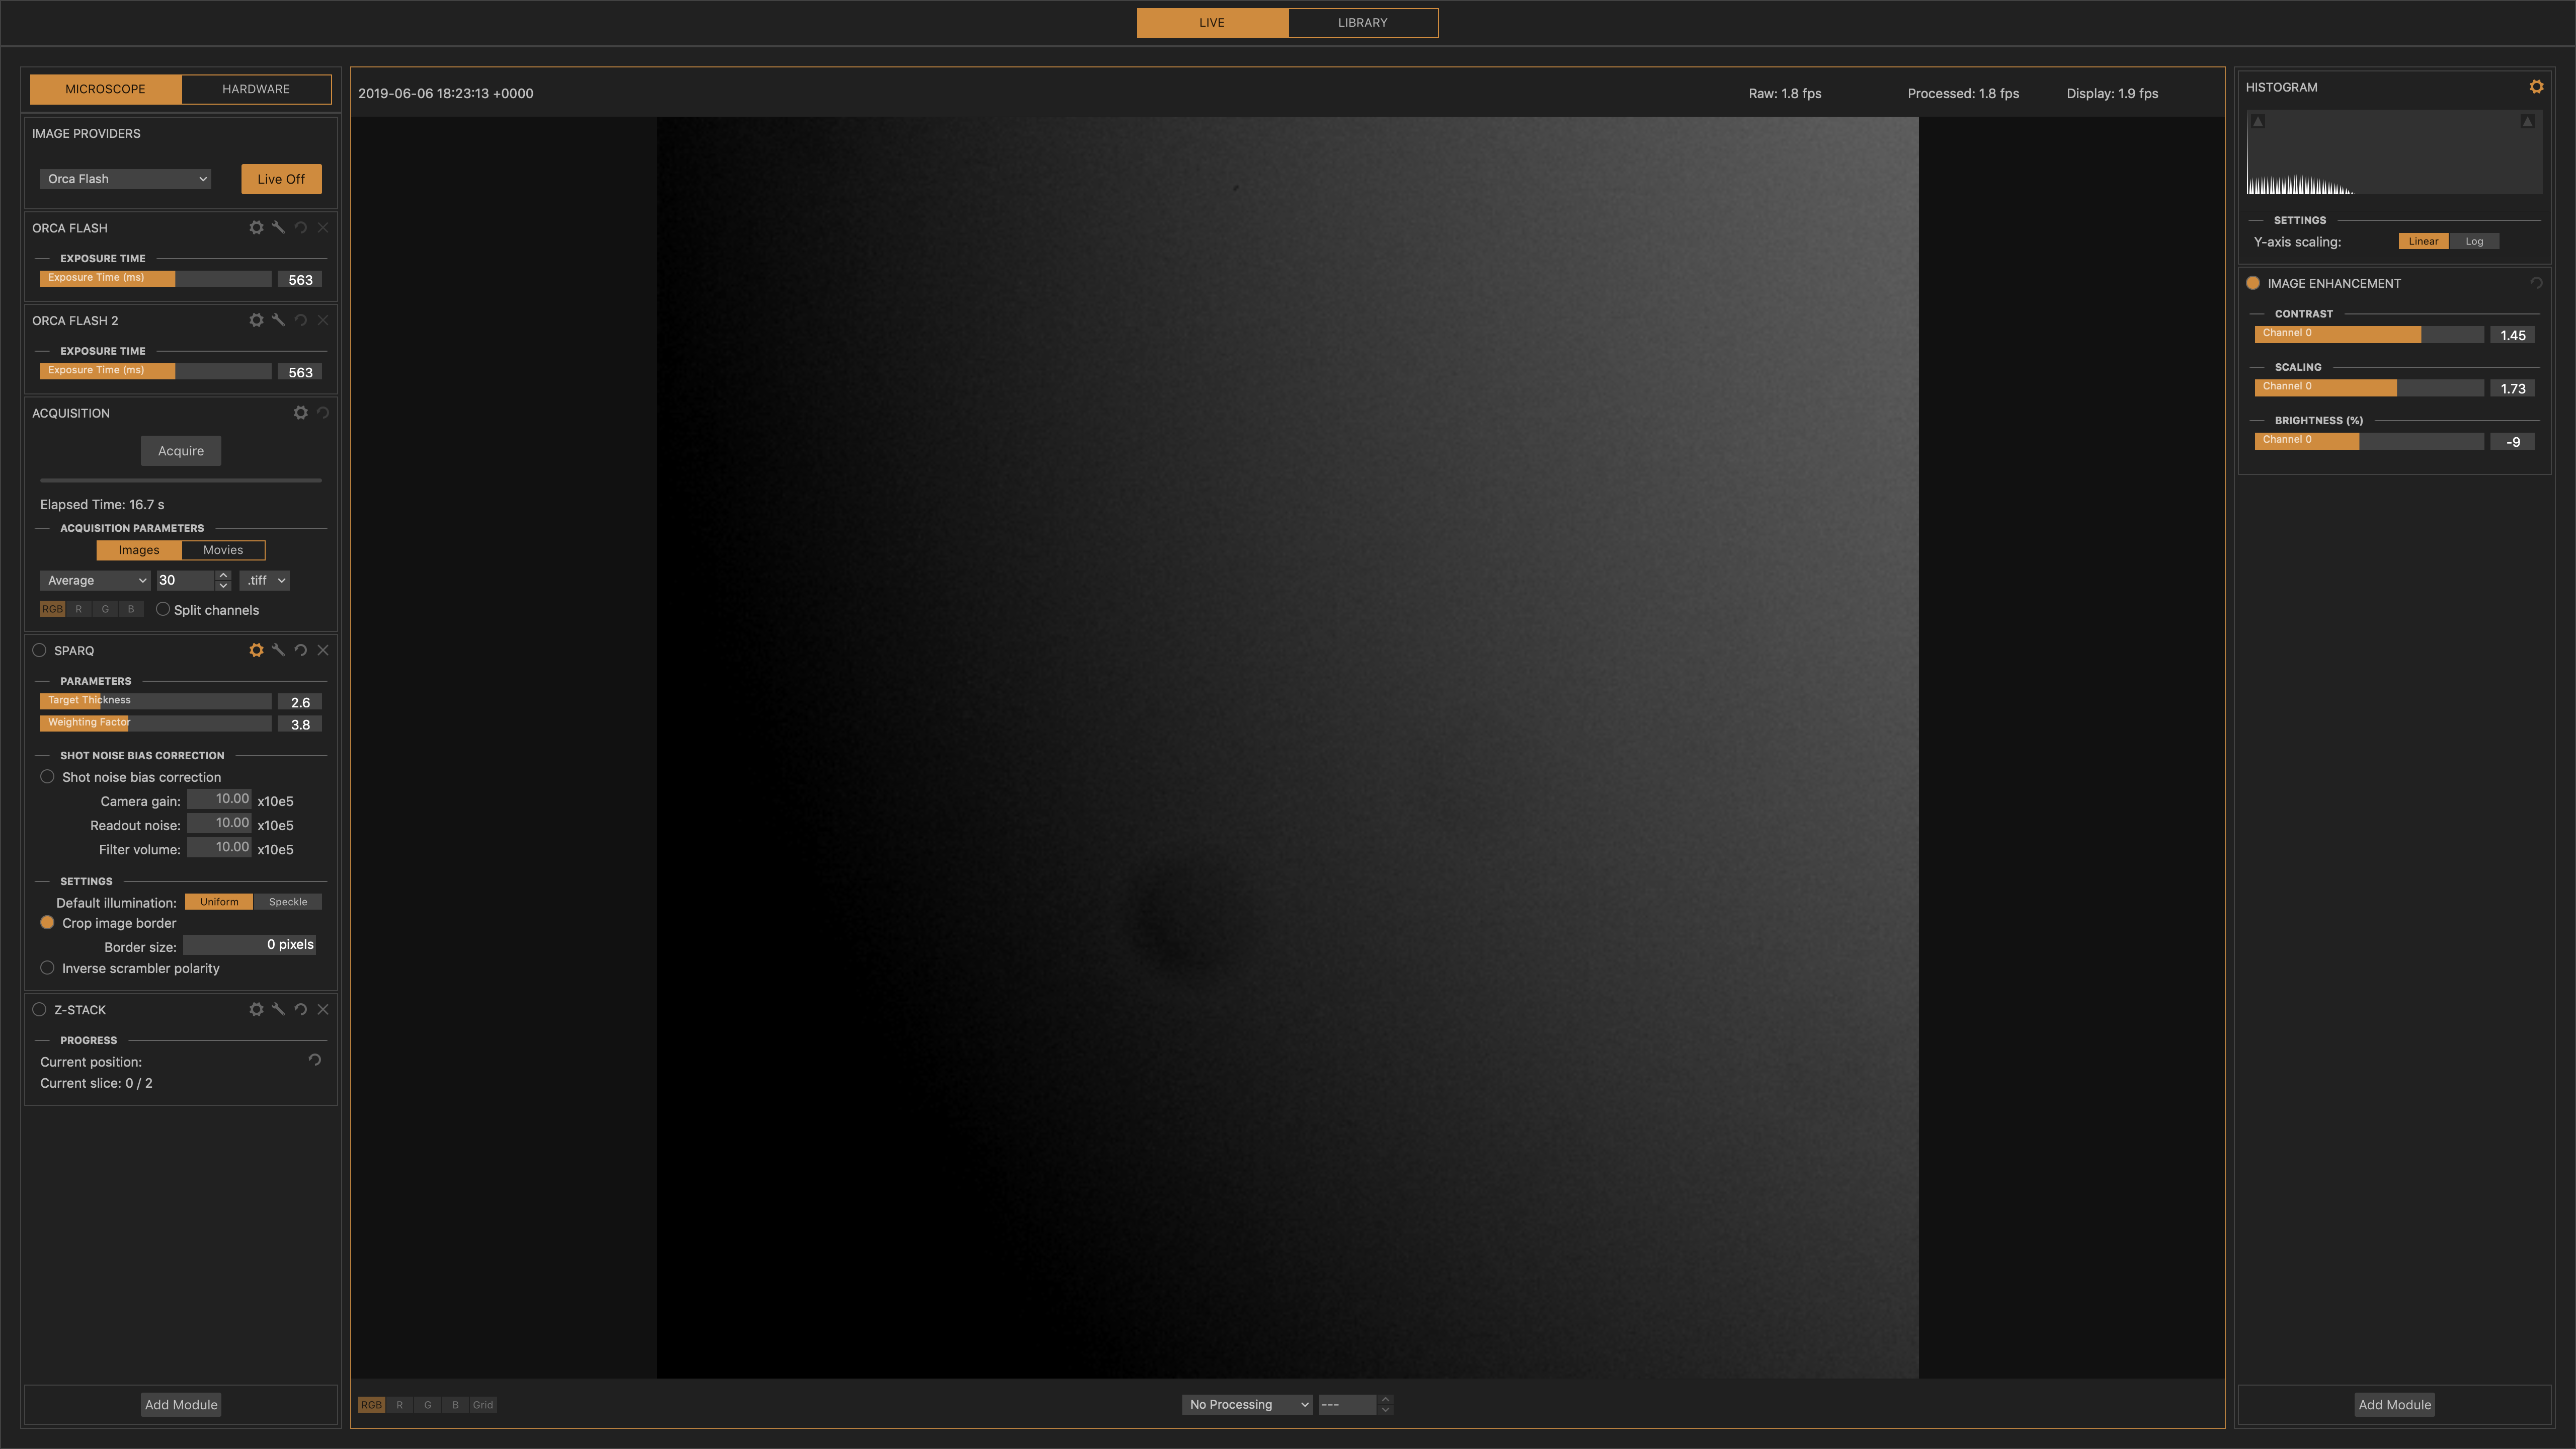 LIVE LIBRARY
MICROSCOPE HARDWARE
IMAGE PROVIDERS
Orca Flash Live Off
ORCA FLASH
EXPOSURE TIME
Exposure Time (ms) 563
ORCA FLASH 2
EXPOSURE TIME
Exposure Time (ms) 563
ACQUISITION
Acquire
Elapsed Time: 16.7 s
ACQUISITION PARAMETERS
Images Movies
Average 30 .tiff
RGB R G B Split channels
SPARQ
PARAMETERS
Target Thickness 2.6
Weighting Factor 3.8
SHOT NOISE BIAS CORRECTION
Shot noise bias correction
Camera gain: 10.00 x10e5
Readout noise: 10.00 x10e5
Filter volume: 10.00 x10e5
SETTINGS
Default illumination: Uniform Speckle
Crop image border
Border size: 0 pixels
Inverse scrambler polarity
Z-STACK
PROGRESS
Current position:
Current slice: 0 / 2
Add Module
2019-06-06 18:23:13 +0000 Raw: 1.8 fps Processed: 1.8 fps Display: 1.9 fps
RGB R G B Grid No Processing ---
HISTOGRAM
SETTINGS
Y-axis scaling: Linear Log
IMAGE ENHANCEMENT
CONTRAST
Channel 0 1.45
SCALING
Channel 0 1.73
BRIGHTNESS (%)
Channel 0 -9
Add Module